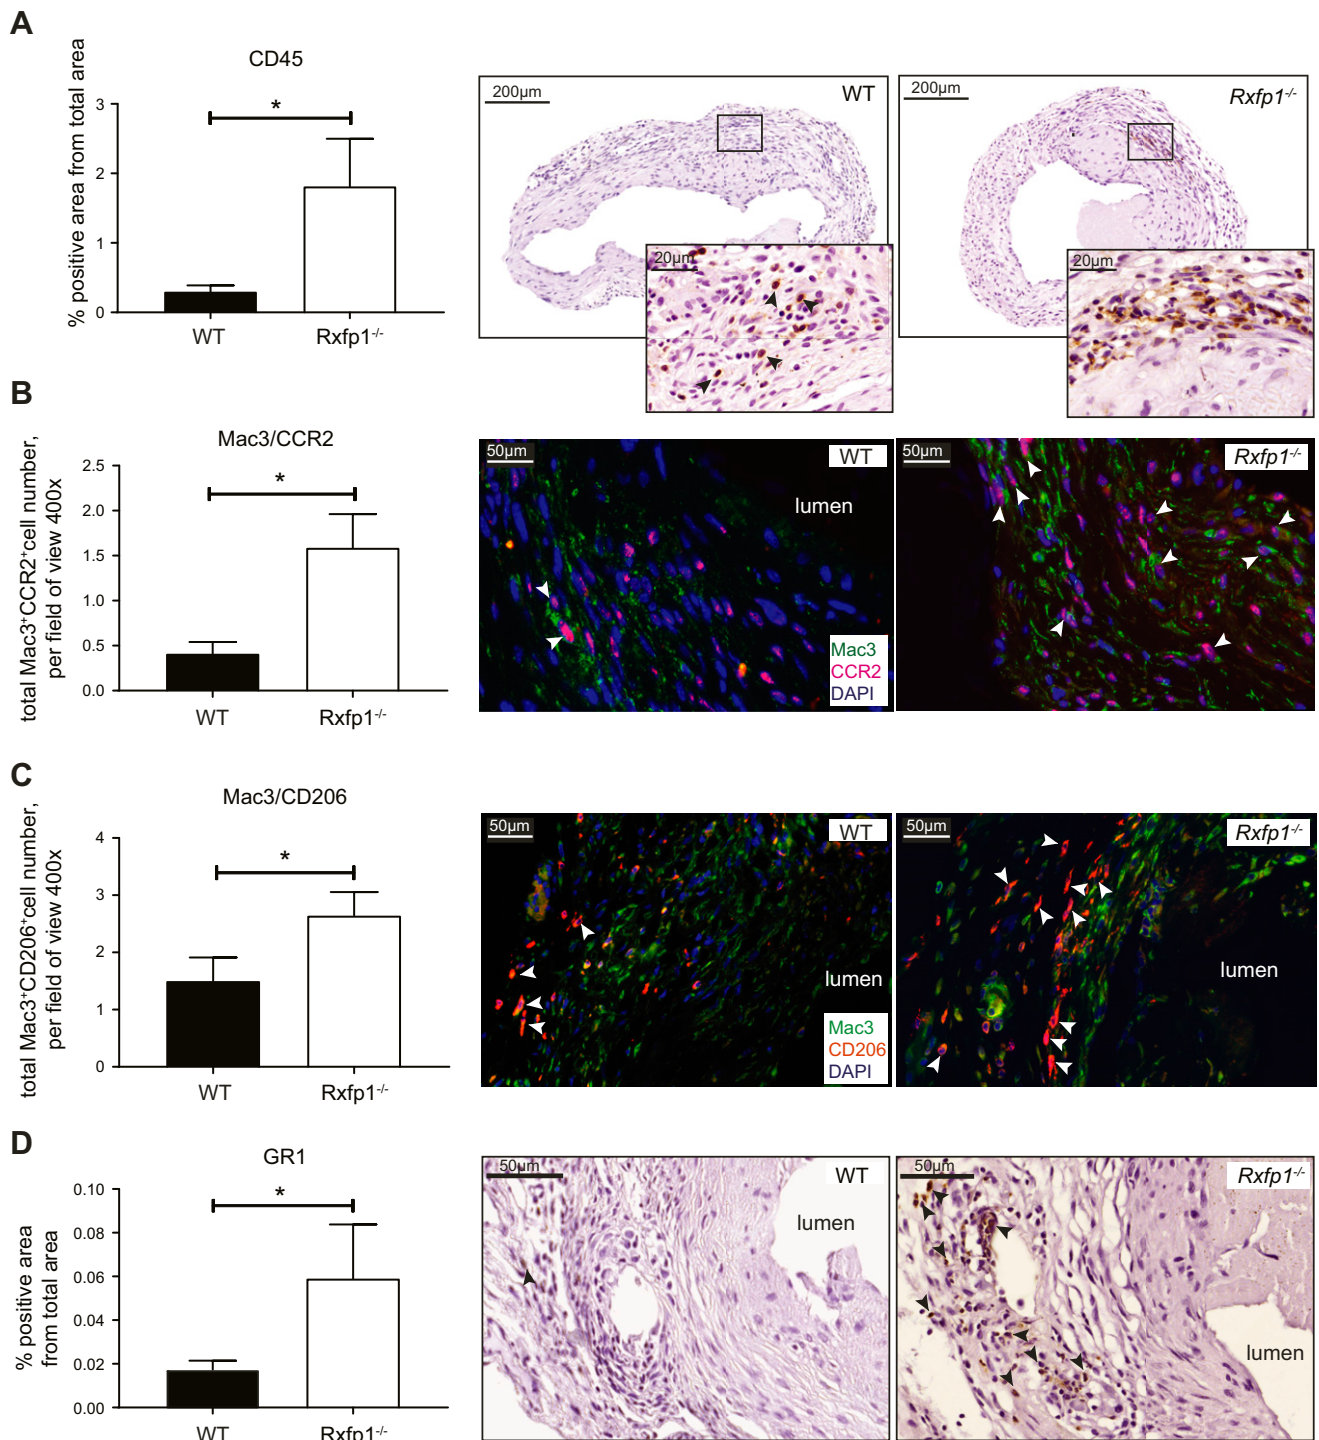 A
CD45
% positive area from total area
3
2
1
0
*
WT
Rxfp1-/-
200µm
WT
20µm
200µm
Rxfp1-/-
20µm
B
Mac3/CCR2
total Mac3+CCR2+cell number,
per field of view 400x
2.5
2.0
1.5
1.0
0.5
0.0
*
WT
Rxfp1-/-
50µm
WT
lumen
Mac3
CCR2
DAPI
50µm
Rxfp1-/-
C
Mac3/CD206
total Mac3+CD206+cell number,
per field of view 400x
4
3
2
1
0
*
WT
Rxfp1-/-
50µm
WT
lumen
Mac3
CD206
DAPI
50µm
Rxfp1-/-
lumen
D
GR1
% positive area
from total area
0.10
0.08
0.06
0.04
0.02
0.00
*
WT
Rxfp1-/-
50µm
WT
lumen
50µm
Rxfp1-/-
lumen